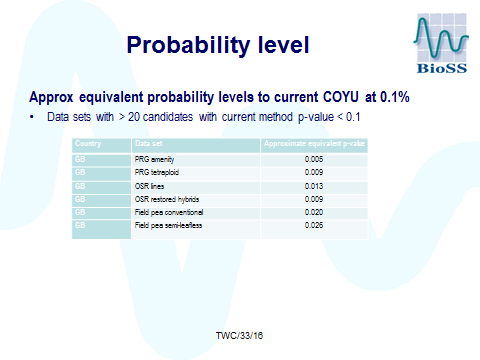 Probability level
BioSS
Approx equivalent probability levels to current COYU at 0.1%
• Data sets with > 20 candidates with current method p-value < 0.1
Country Data set Approximate equivalent p-value
GB PRG amenity 0.005
GB PRG tetraploid 0.009
GB OSR lines 0.013
GB OSR restored hybrids 0.009
GB Field pea conventional 0.020
GB Field pea semi-leafless 0.026
TWC/33/16